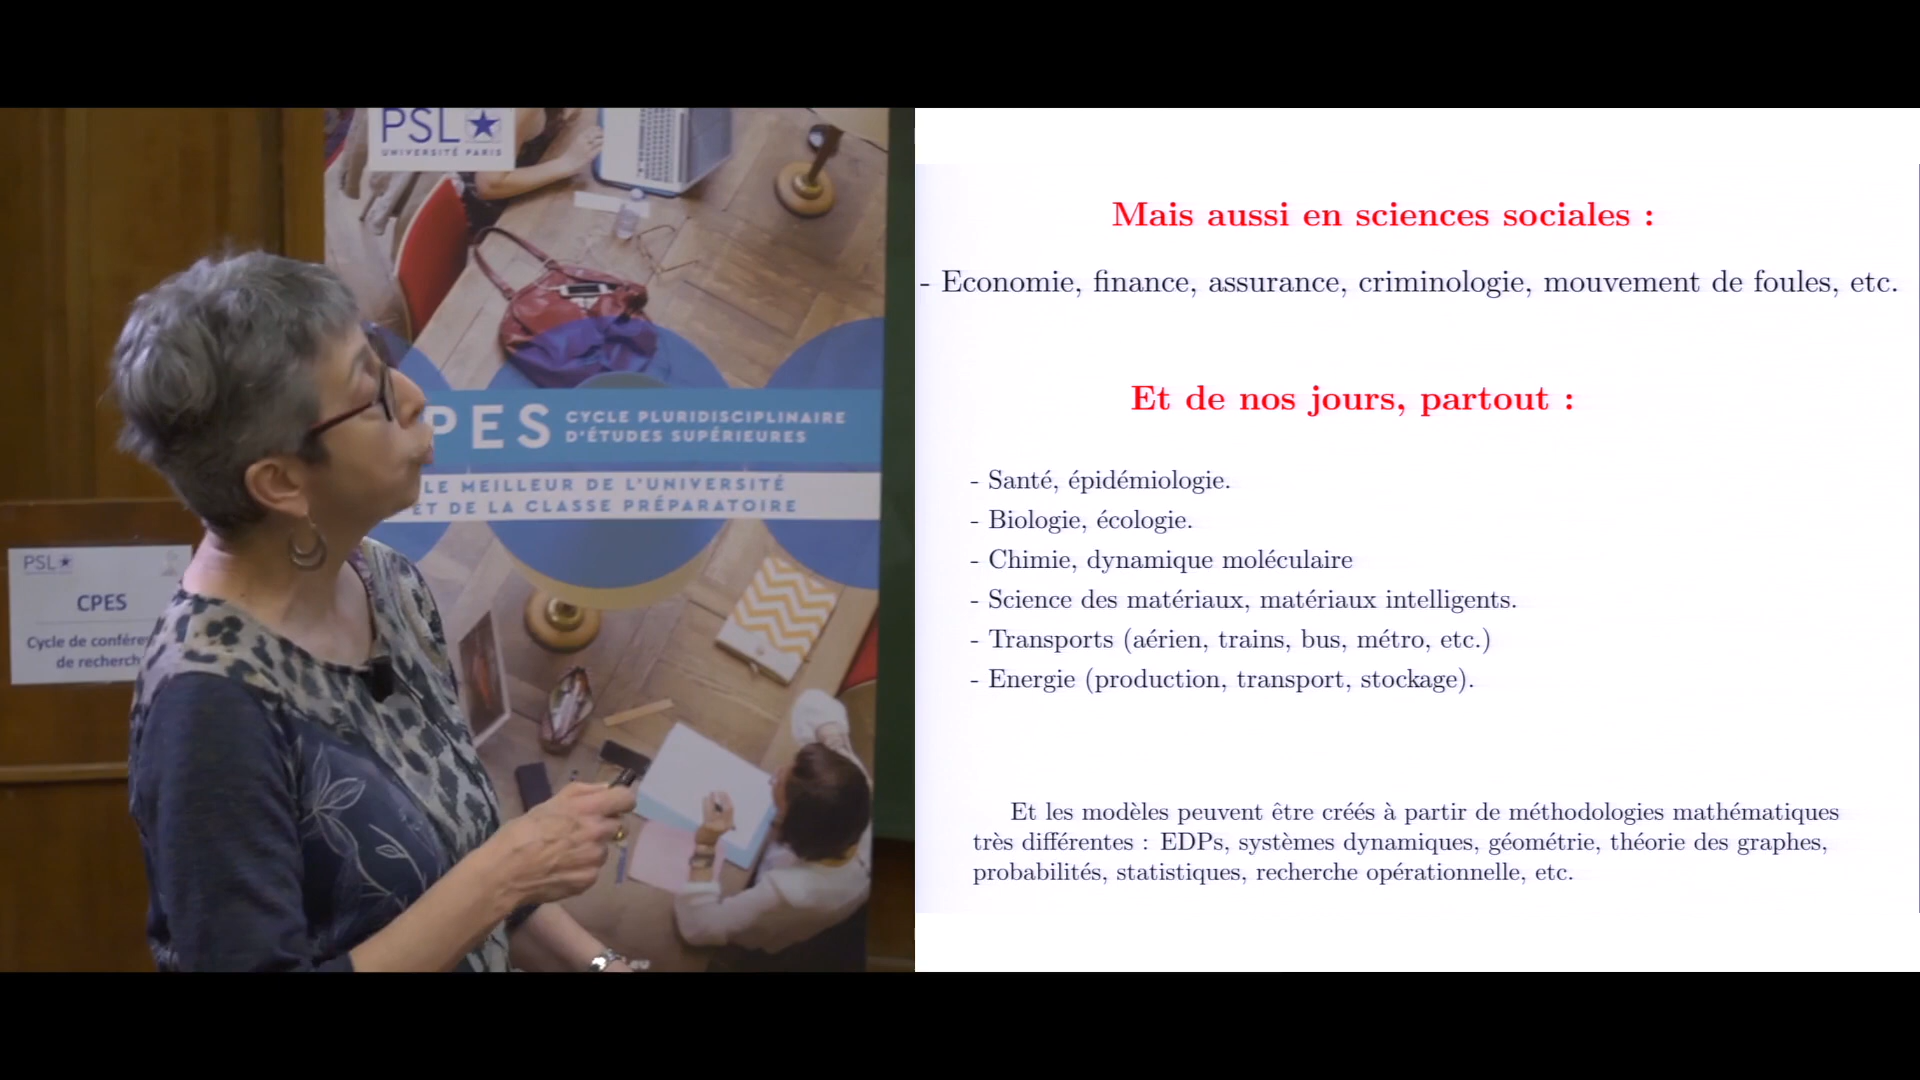 PSL
UNIVERSITÉ PARIS
PES
CYCLE PLURIDISCIPLINAIRE
D'ÉTUDES SUPÉRIEURES
LE MEILLEUR DE L'UNIVERSITÉ
ET DE LA CLASSE PRÉPARATOIRE
PSL
CPES
Cycle de
de
Mais aussi en sciences sociales :
- Economie, finance, assurance, criminologie, mouvement de foules, etc.
Et de nos jours, partout :
- Santé, épidémiologie.
- Biologie, écologie.
- Chimie, dynamique moléculaire
- Science des matériaux, matériaux intelligents.
- Transports (aérien, trains, bus, métro, etc.)
- Energie (production, transport, stockage).
Et les modèles peuvent être créés à partir de méthodologies mathématiques
très différentes : EDPs, systèmes dynamiques, géométrie, théorie des graphes,
probabilités, statistiques, recherche opérationnelle, etc.